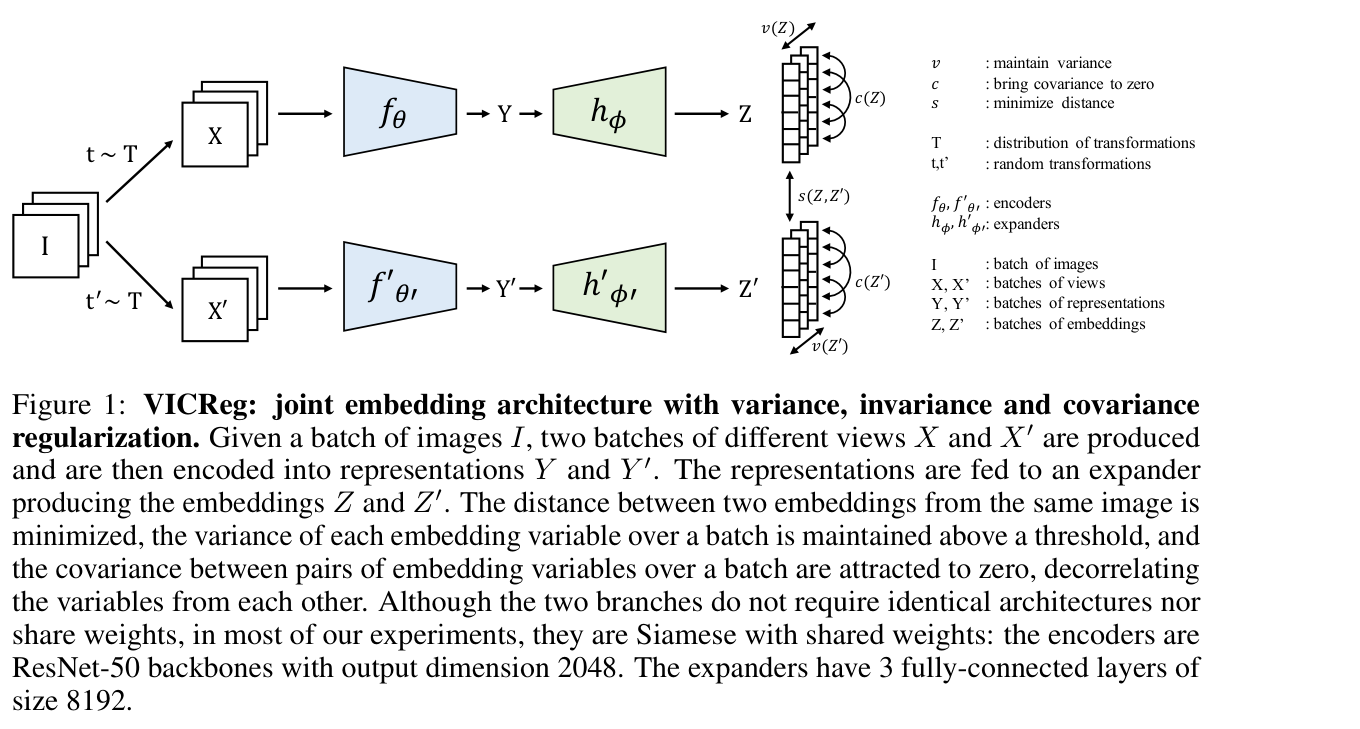 v(Z)
t ~ T
X
f_θ
Y
h_ϕ
Z
c(Z)
I
s(Z,Z′)
t′~ T
X′
f′_θ′
Y′
h′_ϕ′
Z′
c(Z′)
v(Z′)
v : maintain variance
c : bring covariance to zero
s : minimize distance
T : distribution of transformations
t,t’ : random transformations
f_θ, f′_θ′ : encoders
h_ϕ, h′_ϕ′: expanders
I : batch of images
X, X’ : batches of views
Y, Y’ : batches of representations
Z, Z’ : batches of embeddings
Figure 1: VICReg: joint embedding architecture with variance, invariance and covariance
regularization. Given a batch of images I, two batches of different views X and X′ are produced
and are then encoded into representations Y and Y′. The representations are fed to an expander
producing the embeddings Z and Z′. The distance between two embeddings from the same image is
minimized, the variance of each embedding variable over a batch is maintained above a threshold, and
the covariance between pairs of embedding variables over a batch are attracted to zero, decorrelating
the variables from each other. Although the two branches do not require identical architectures nor
share weights, in most of our experiments, they are Siamese with shared weights: the encoders are
ResNet-50 backbones with output dimension 2048. The expanders have 3 fully-connected layers of
size 8192.